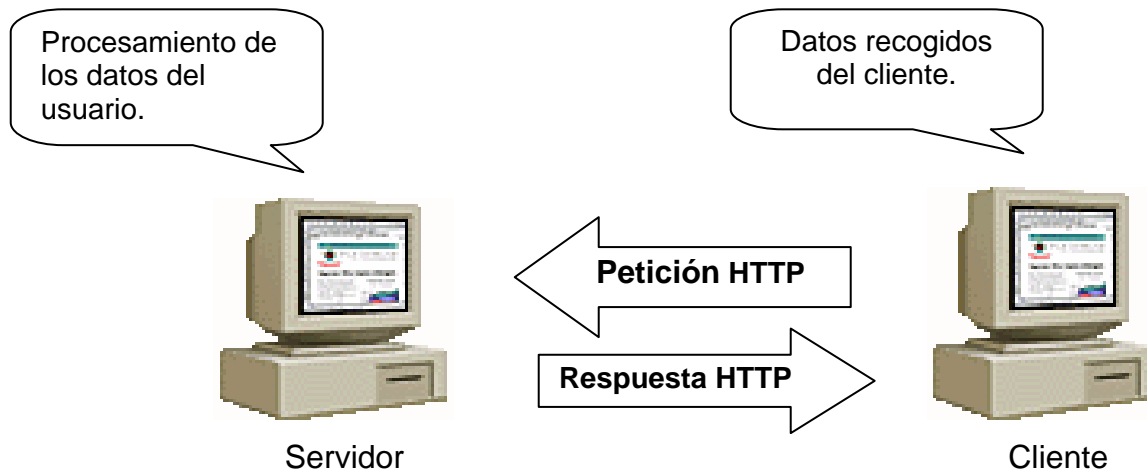 Procesamiento de
los datos del
usuario.
Datos recogidos
del cliente.
Petición HTTP
Respuesta HTTP
Servidor
Cliente